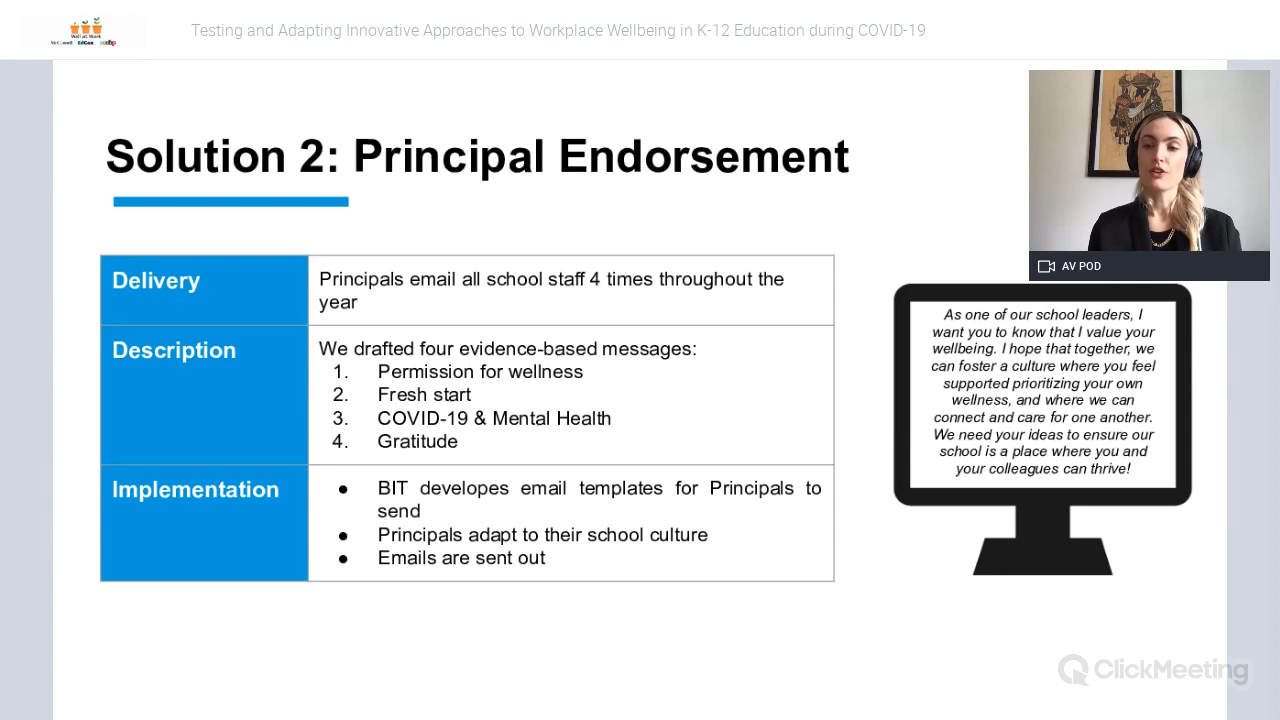 Well at Work
McConnell EdCan
Testing and Adapting Innovative Approaches to Workplace Wellbeing in K-12 Education during COVID-19
Solution 2: Principal Endorsement
AV POD
Delivery
Principals email all school staff 4 times throughout the
year
Description
We drafted four evidence-based messages:
1. Permission for wellness
2. Fresh start
3. COVID-19 & Mental Health
4. Gratitude
Implementation
● BIT developes email templates for Principals to
send
● Principals adapt to their school culture
● Emails are sent out
As one of our school leaders, I
want you to know that I value your
wellbeing. I hope that together, we
can foster a culture where you feel
supported prioritizing your own
wellness, and where we can
connect and care for one another.
We need your ideas to ensure our
school is a place where you and
your colleagues can thrive!
ClickMeeting